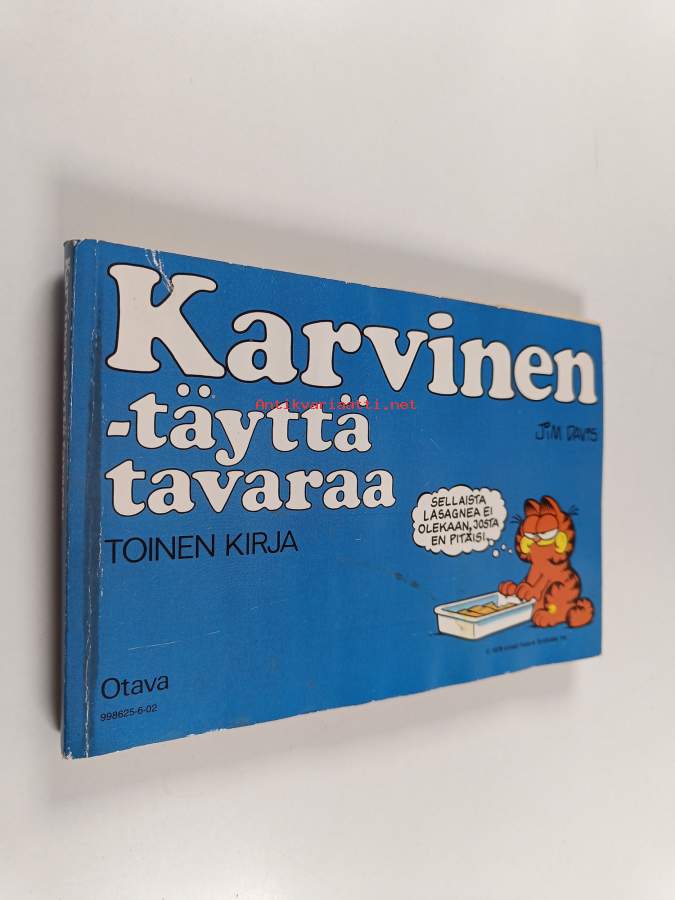 Karvinen
-täyttä
tavaraa
TOINEN KIRJA
JIM DAVIS
SELLAISTA
LASAGNEA EI
OLEKAAN, JOSTA
EN PITÄISI.
Otava
998625-6-02
Antikvariaatti.net